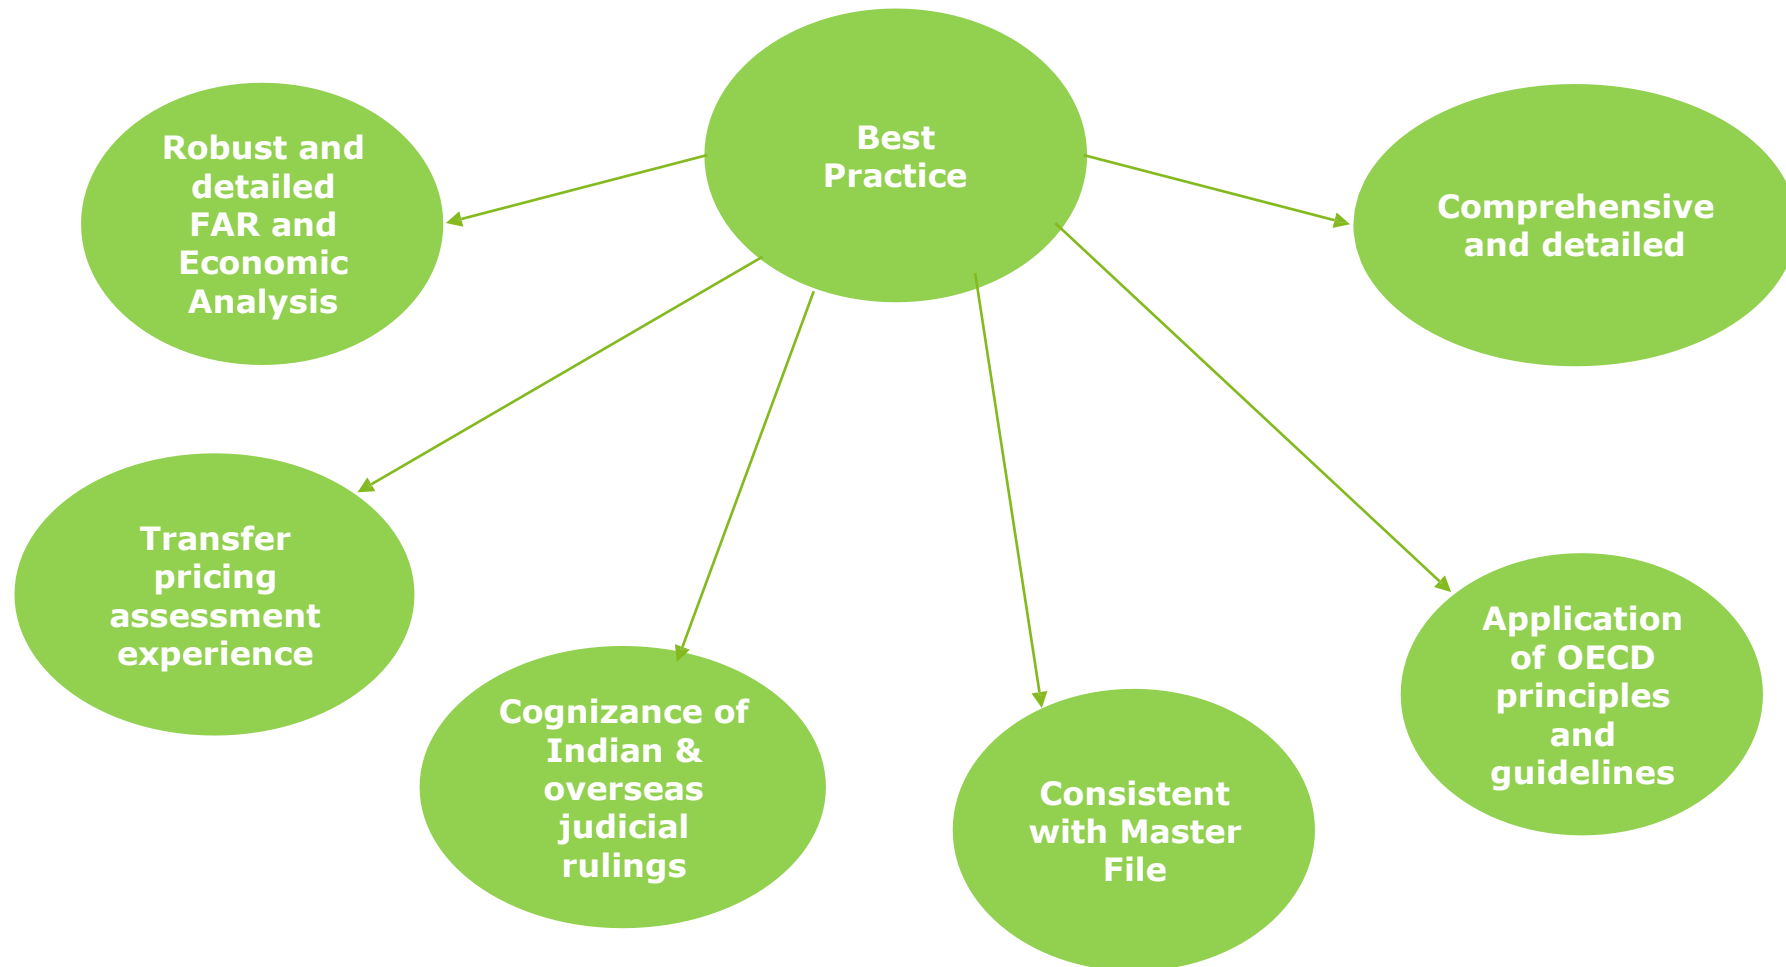 Best
Practice
Robust and
detailed
FAR and
Economic
Analysis
Comprehensive
and detailed
Transfer
pricing
assessment
experience
Cognizance of
Indian &
overseas
judicial
rulings
Consistent
with Master
File
Application
of OECD
principles
and
guidelines